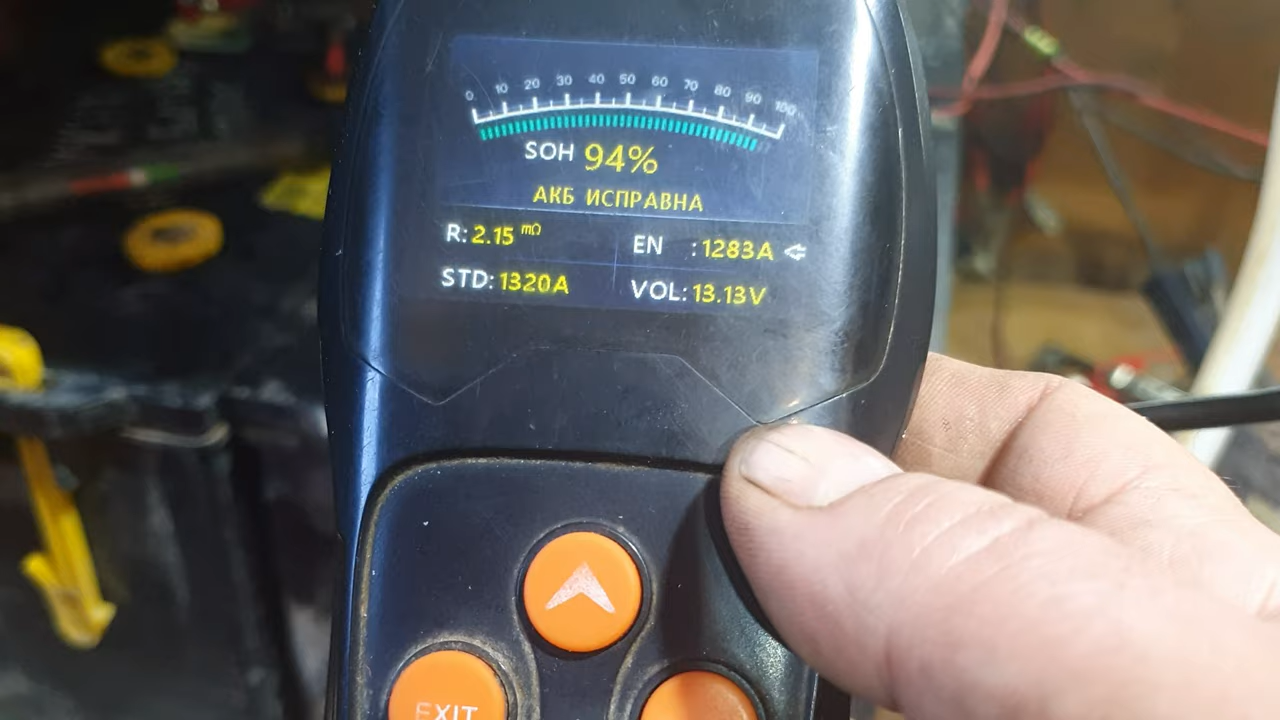 0 10 20 30 40 50 60 70 80 90 100
SOH 94%
АКБ ИСПРАВНА
R: 2.15 mΩ EN : 1283A
STD: 1320A VOL: 13.13V
EXIT